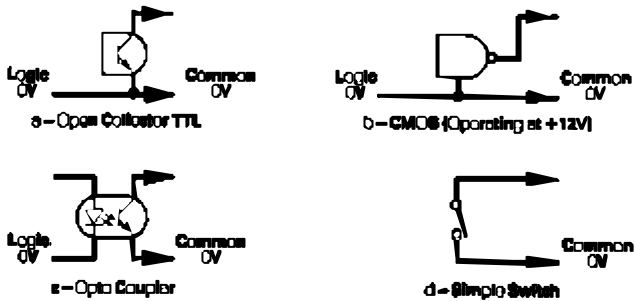 Logic
0V
Common
0V
a – Open Collector TTL
Logic
0V
Common
0V
b – CMOS (Operating at +12V)
Logic
0V
Common
0V
c – Opto Coupler
Common
0V
d – Simple Switch